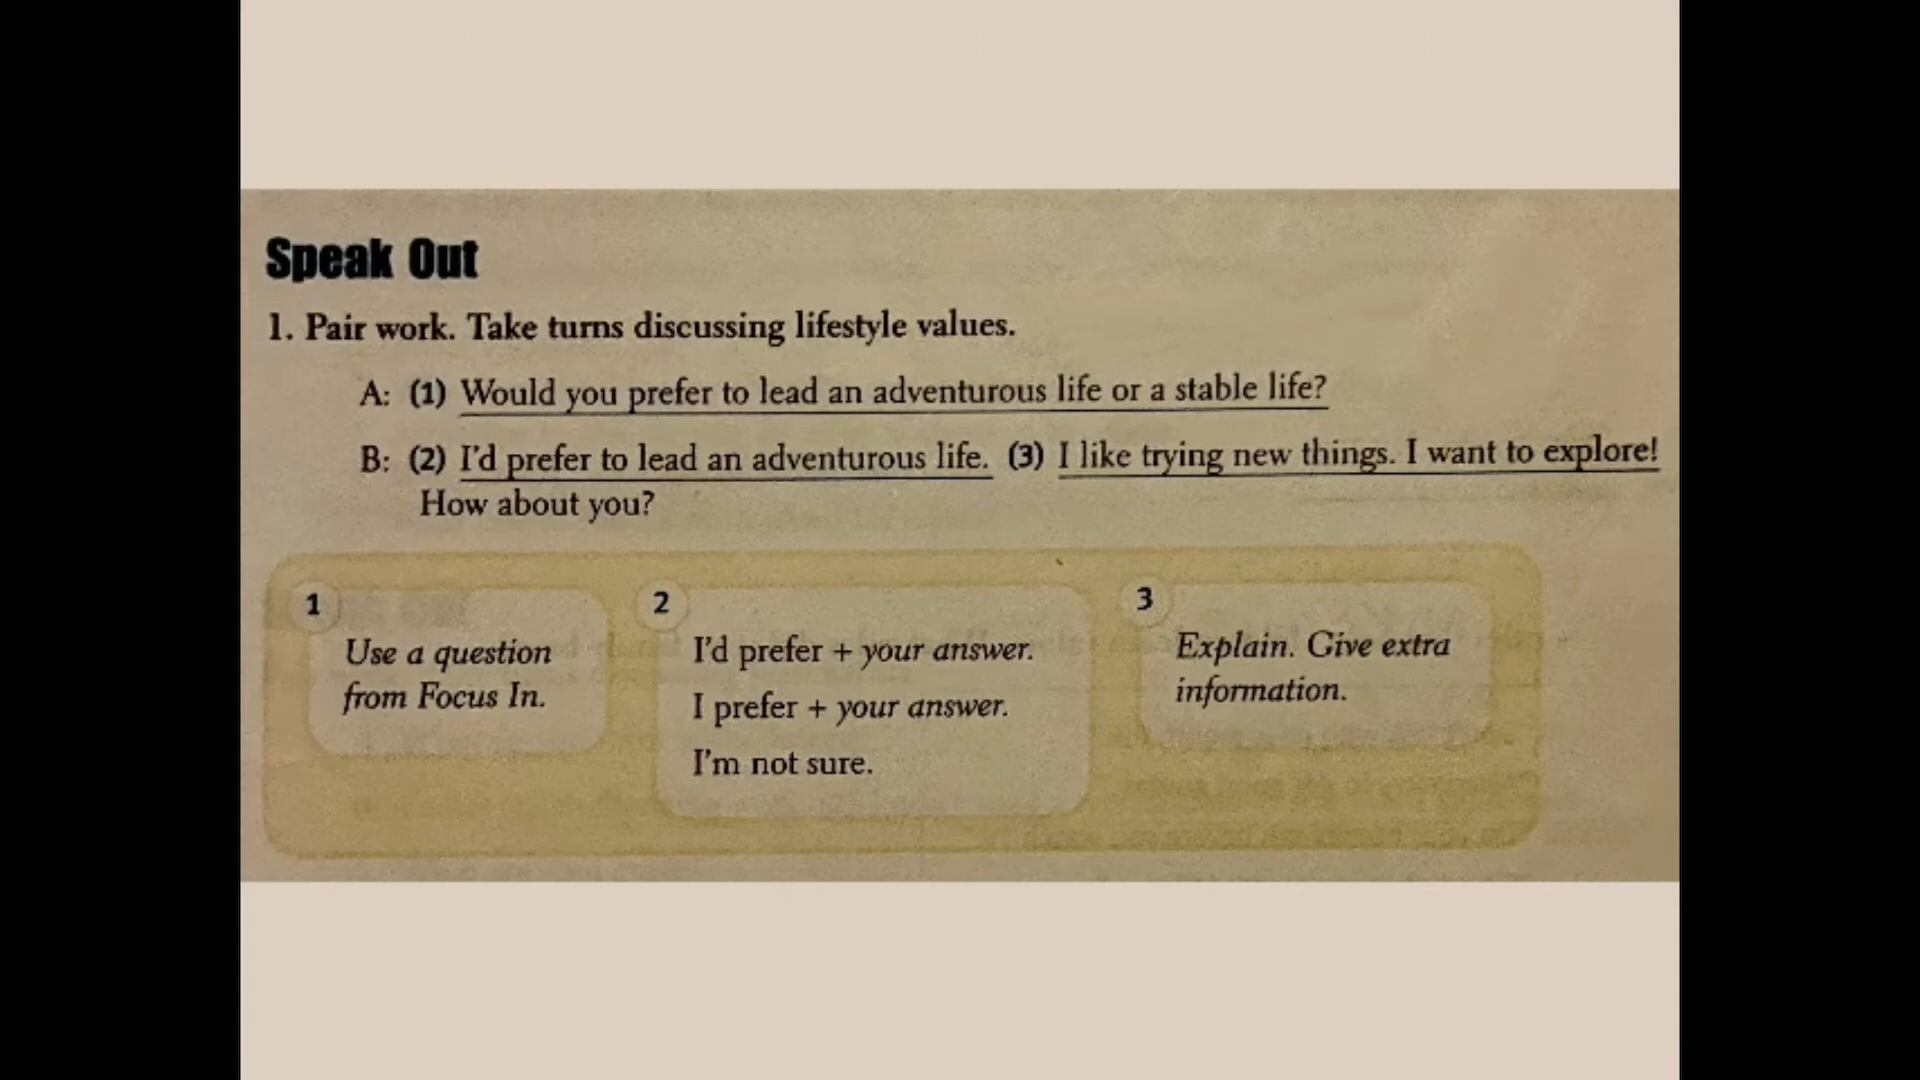 Speak Out
1. Pair work. Take turns discussing lifestyle values.
A: (1) Would you prefer to lead an adventurous life or a stable life?
B: (2) I'd prefer to lead an adventurous life. (3) I like trying new things. I want to explore!
How about you?
1
Use a question
from Focus In.
2
I'd prefer + your answer.
I prefer + your answer.
I'm not sure.
3
Explain. Give extra
information.